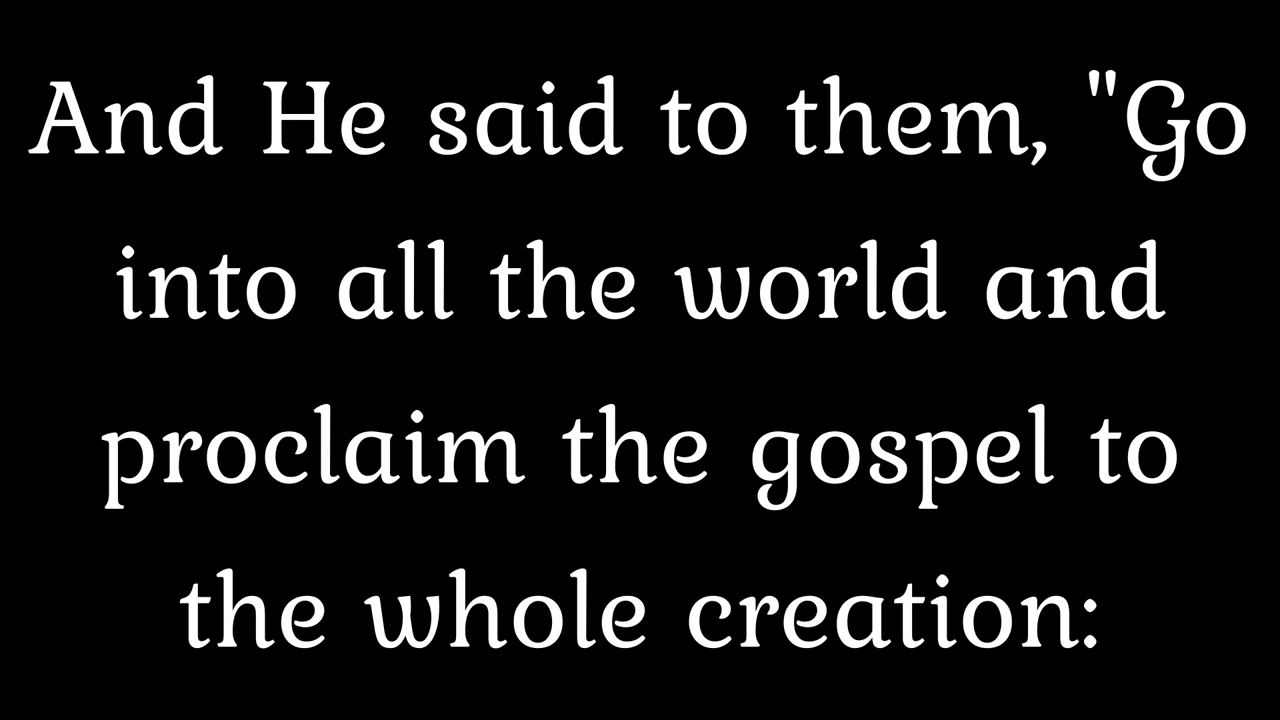 And He said to them, "Go
into all the world and
proclaim the gospel to
the whole creation: